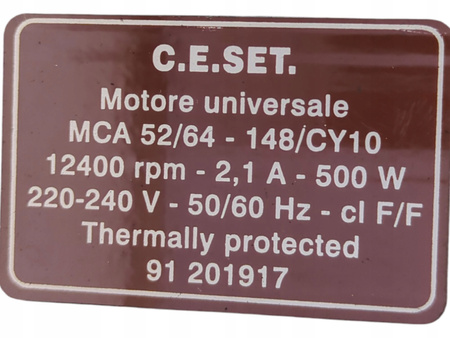 C.E.SET.
Motore universale
MCA 52/64 - 148/CY10
12400 rpm - 2,1 A - 500 W
220-240 V - 50/60 Hz - cl F/F
Thermally protected
91 201917